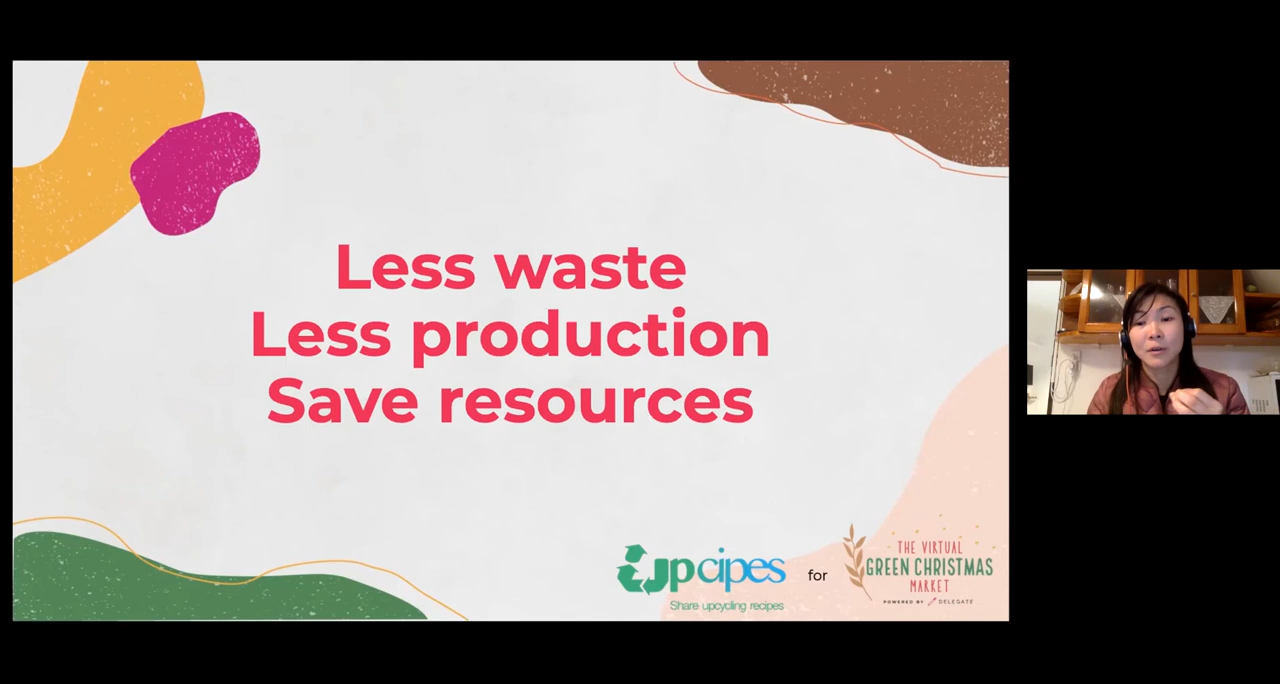 Less waste
Less production
Save resources
Upcipes
Share upcycling recipes
for
THE VIRTUAL
GREEN CHRISTMAS
MARKET
POWERED BY DELEGATE